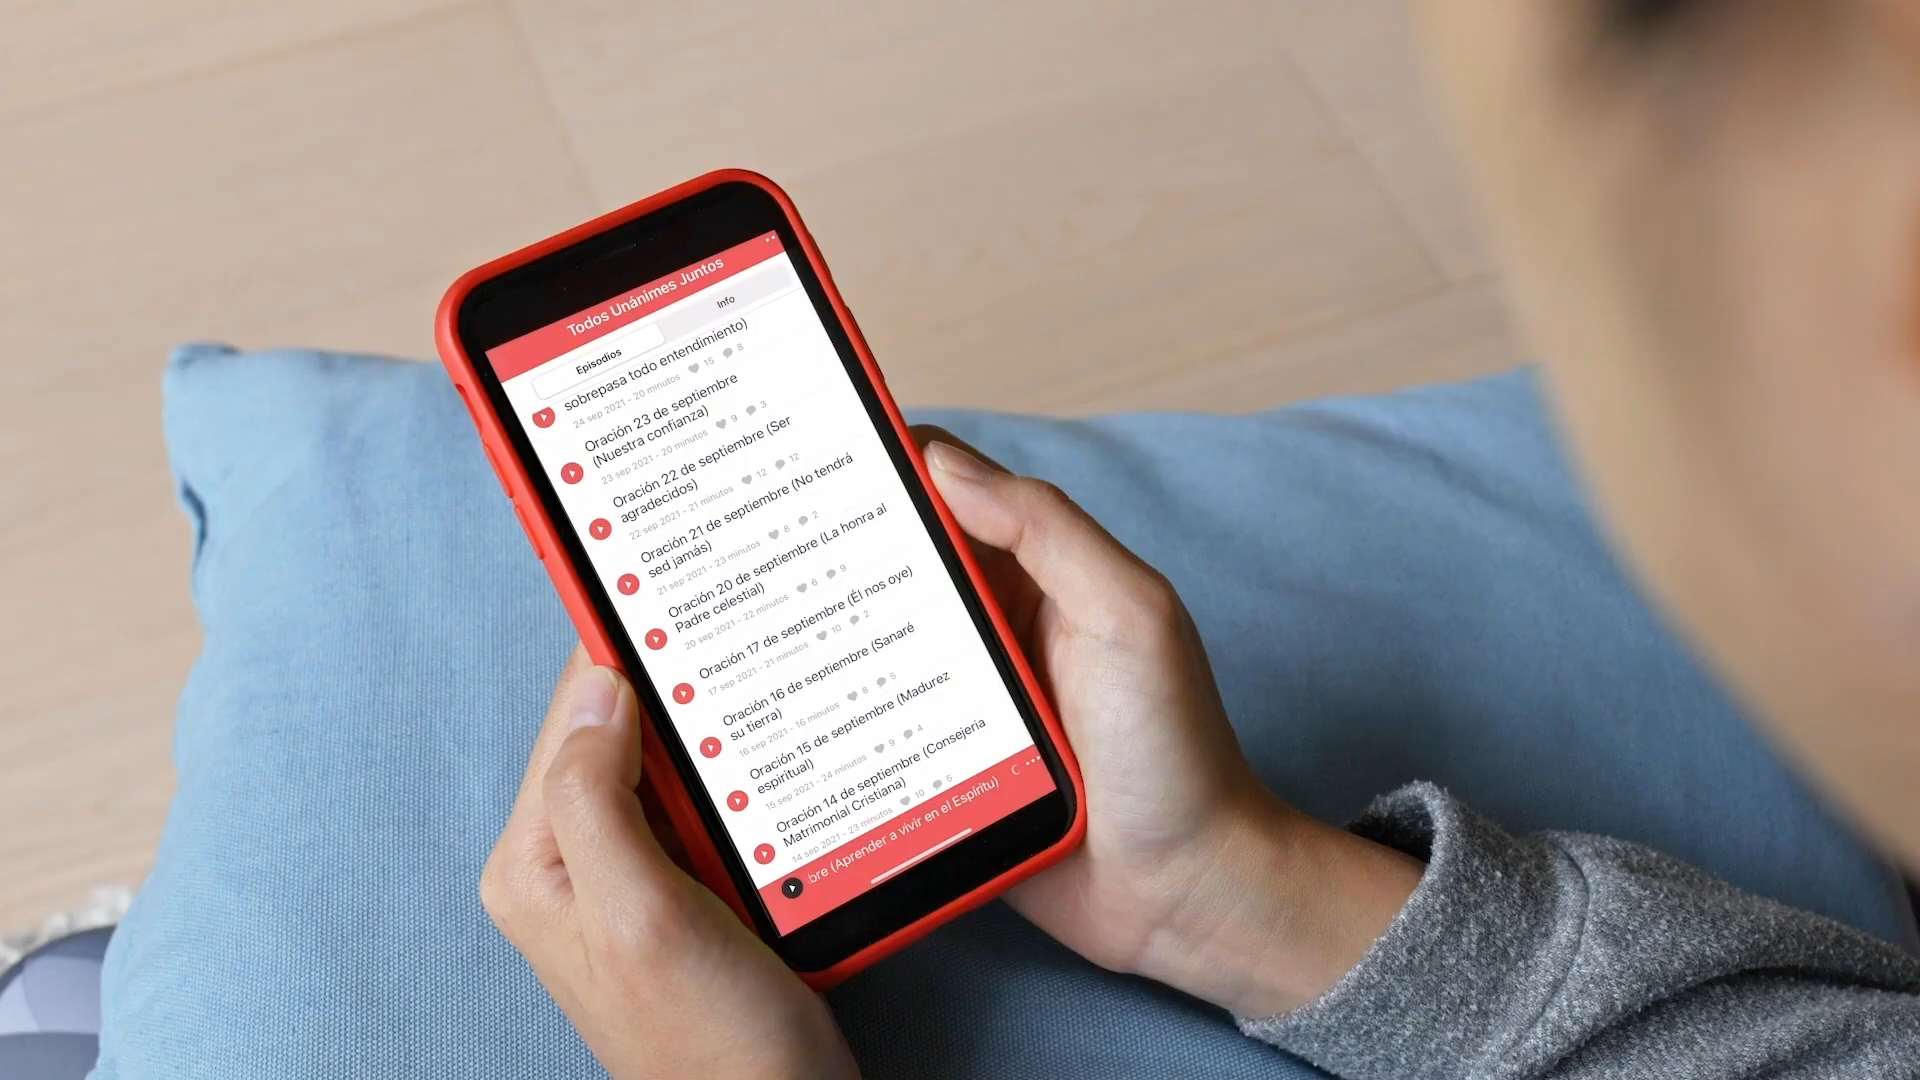 Todos Unánimes Juntos
Episodios
Info
sobrepasa todo entendimiento)
24 sep 2021 - 20 minutos 15 8
Oración 23 de septiembre
(Nuestra confianza)
23 sep 2021 - 20 minutos 9 3
Oración 22 de septiembre (Ser
agradecidos)
22 sep 2021 - 21 minutos 12 12
Oración 21 de septiembre (No tendrá
sed jamás)
21 sep 2021 - 23 minutos 8 2
Oración 20 de septiembre (La honra al
Padre celestial)
20 sep 2021 - 22 minutos 6 9
Oración 17 de septiembre (Él nos oye)
17 sep 2021 - 21 minutos 10 2
Oración 16 de septiembre (Sanaré
su tierra)
16 sep 2021 - 16 minutos 8 5
Oración 15 de septiembre (Madurez
espiritual)
15 sep 2021 - 24 minutos 9 4
Oración 14 de septiembre (Consejeria
Matrimonial Cristiana)
14 sep 2021 - 23 minutos 10 5
bre (Aprender a vivir en el Espíritu) C